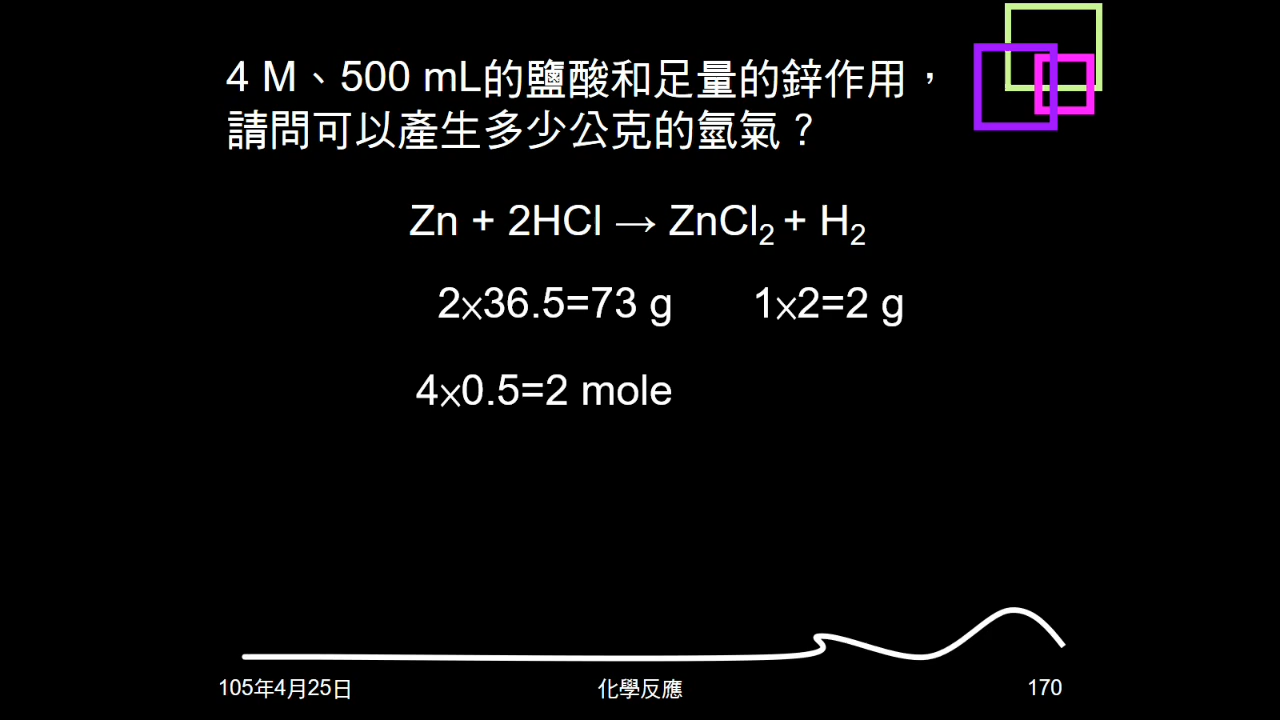 4 M、500 mL的鹽酸和足量的鋅作用，
請問可以產生多少公克的氫氣？
Zn + 2HCl → ZnCl₂ + H₂
2×36.5=73 g 1×2=2 g
4×0.5=2 mole
105年4月25日 化學反應 170